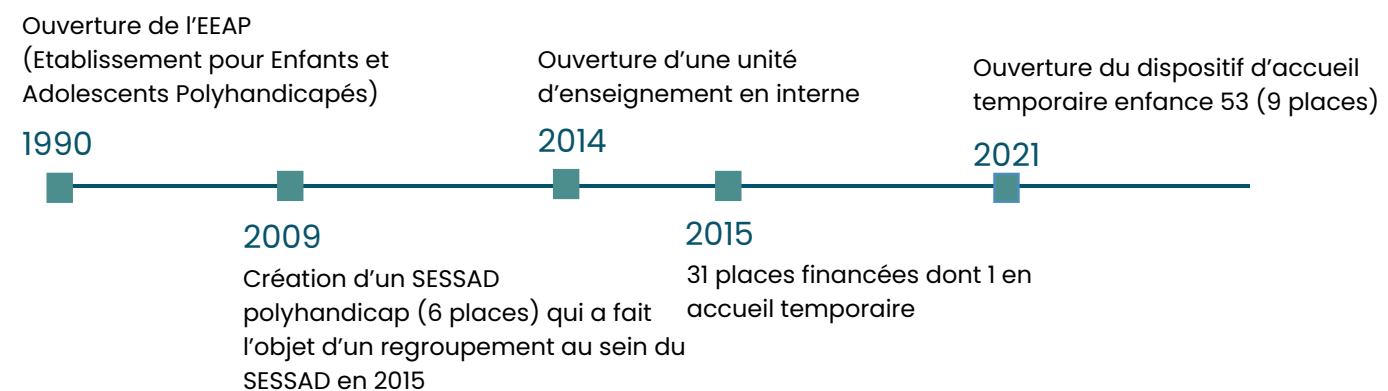 Ouverture de l’EEAP
(Etablissement pour Enfants et
Adolescents Polyhandicapés)
1990
2009
Création d’un SESSAD
polyhandicap (6 places) qui a fait
l’objet d’un regroupement au sein du
SESSAD en 2015
Ouverture d’une unité
d’enseignement en interne
2014
2015
31 places financées dont 1 en
accueil temporaire
Ouverture du dispositif d’accueil
temporaire enfance 53 (9 places)
2021